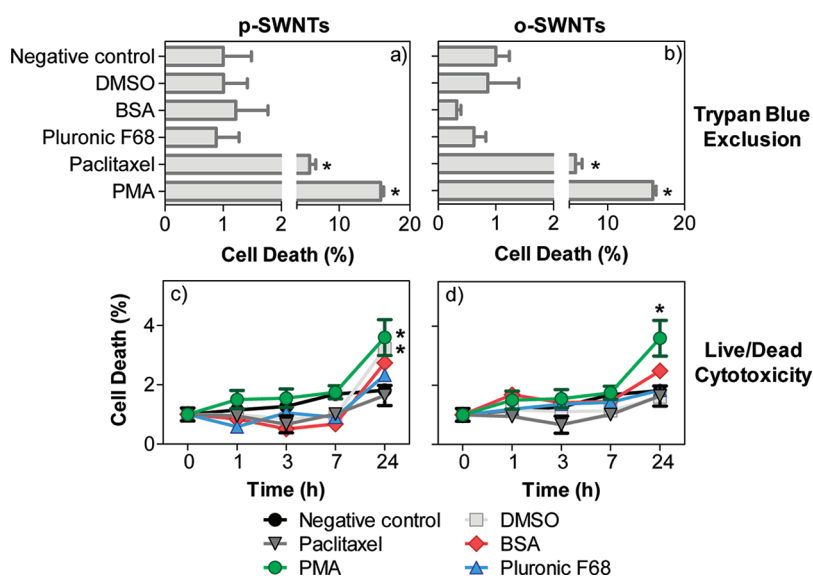 p-SWNTs
o-SWNTs
Negative control
DMSO
BSA
Pluronic F68
Paclitaxel
PMA
a)
*
*
0 1 2 10 20
Cell Death (%)
b)
*
*
0 1 2 10 20
Cell Death (%)
Trypan Blue
Exclusion
Cell Death (%)
c)
4
2
0
*
*
0 1 3 7 24
Time (h)
d)
*
0 1 3 7 24
Time (h)
Live/Dead
Cytotoxicity
Negative control
DMSO
Paclitaxel
BSA
PMA
Pluronic F68